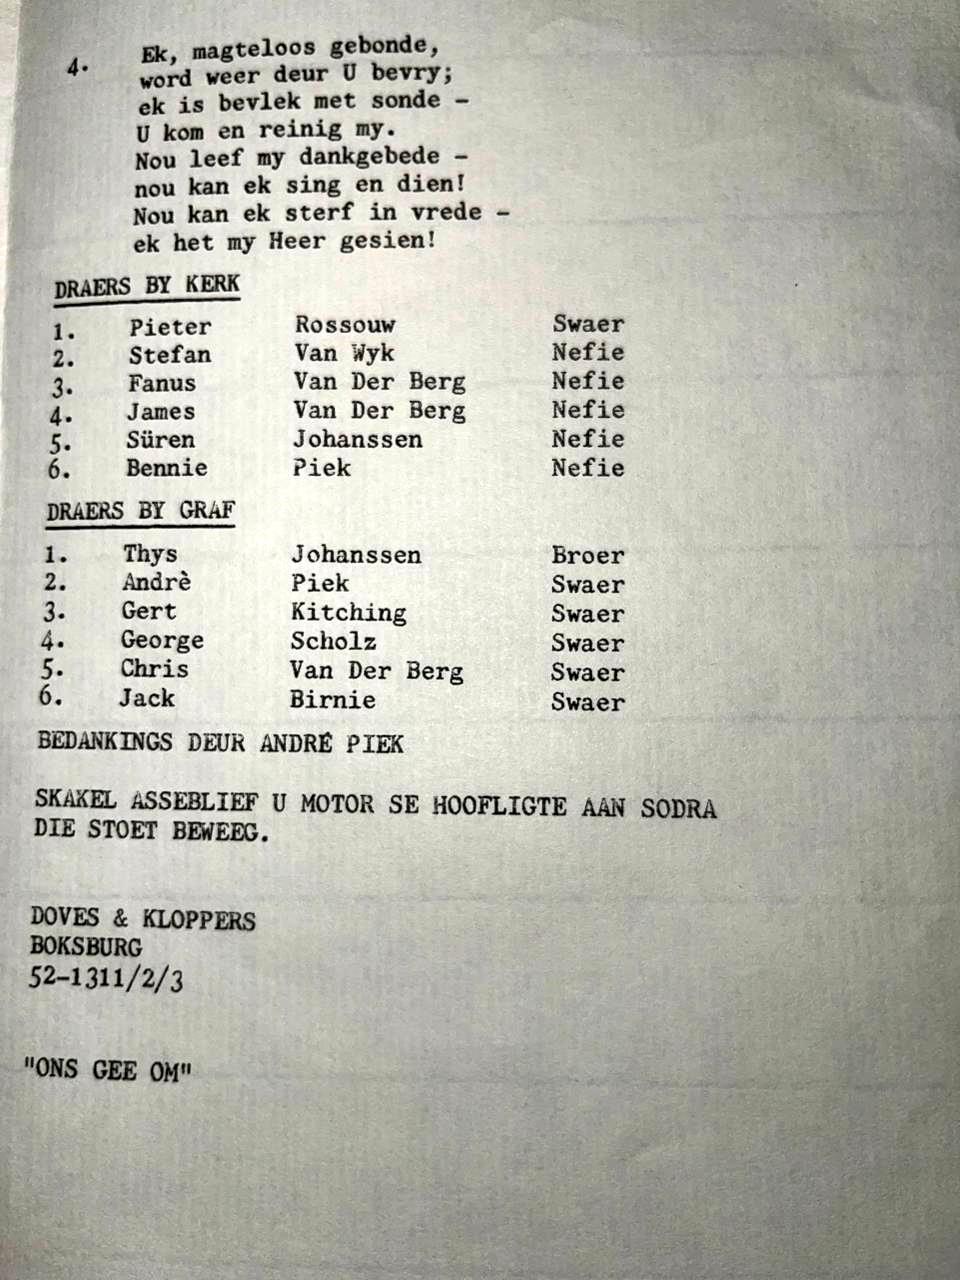 4. Ek, magteloos gebonde,
word weer deur U bevry;
ek is bevlek met sonde –
U kom en reinig my.
Nou leef my dankgebede –
nou kan ek sing en dien!
Nou kan ek sterf in vrede –
ek het my Heer gesien!
DRAERS BY KERK
1. Pieter Rossouw Swaer
2. Stefan Van Wyk Nefie
3. Fanus Van Der Berg Nefie
4. James Van Der Berg Nefie
5. Süren Johanssen Nefie
6. Bennie Piek Nefie
DRAERS BY GRAF
1. Thys Johanssen Broer
2. Andrè Piek Swaer
3. Gert Kitching Swaer
4. George Scholz Swaer
5. Chris Van Der Berg Swaer
6. Jack Birnie Swaer
BEDANKINGS DEUR ANDRÉ PIEK
SKAKEL ASSEBLIEF U MOTOR SE HOOFLIGTE AAN SODRA
DIE STOET BEWEEG.
DOVES & KLOPPERS
BOKSBURG
52-1311/2/3
"ONS GEE OM"